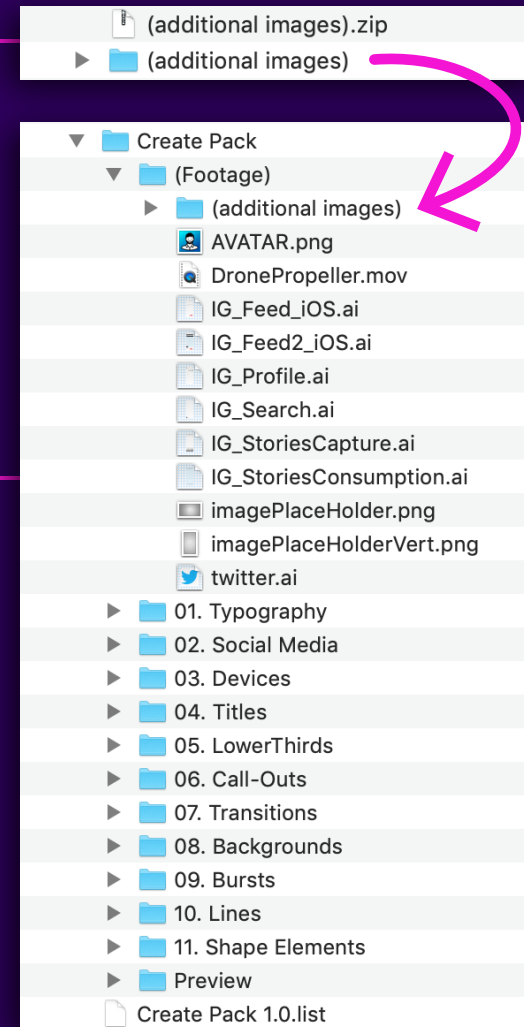 (additional images).zip
(additional images)
Create Pack
(Footage)
(additional images)
AVATAR.png
DronePropeller.mov
IG_Feed_iOS.ai
IG_Feed2_iOS.ai
IG_Profile.ai
IG_Search.ai
IG_StoriesCapture.ai
IG_StoriesConsumption.ai
imagePlaceHolder.png
imagePlaceHolderVert.png
twitter.ai
01. Typography
02. Social Media
03. Devices
04. Titles
05. LowerThirds
06. Call-Outs
07. Transitions
08. Backgrounds
09. Bursts
10. Lines
11. Shape Elements
Preview
Create Pack 1.0.list